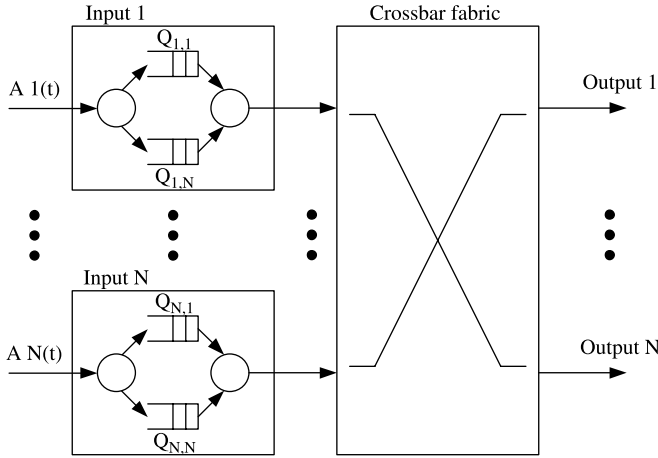 Input 1
Crossbar fabric
Q1,1
A 1(t)
Output 1
Q1,N
Input N
QN,1
A N(t)
Output N
QN,N